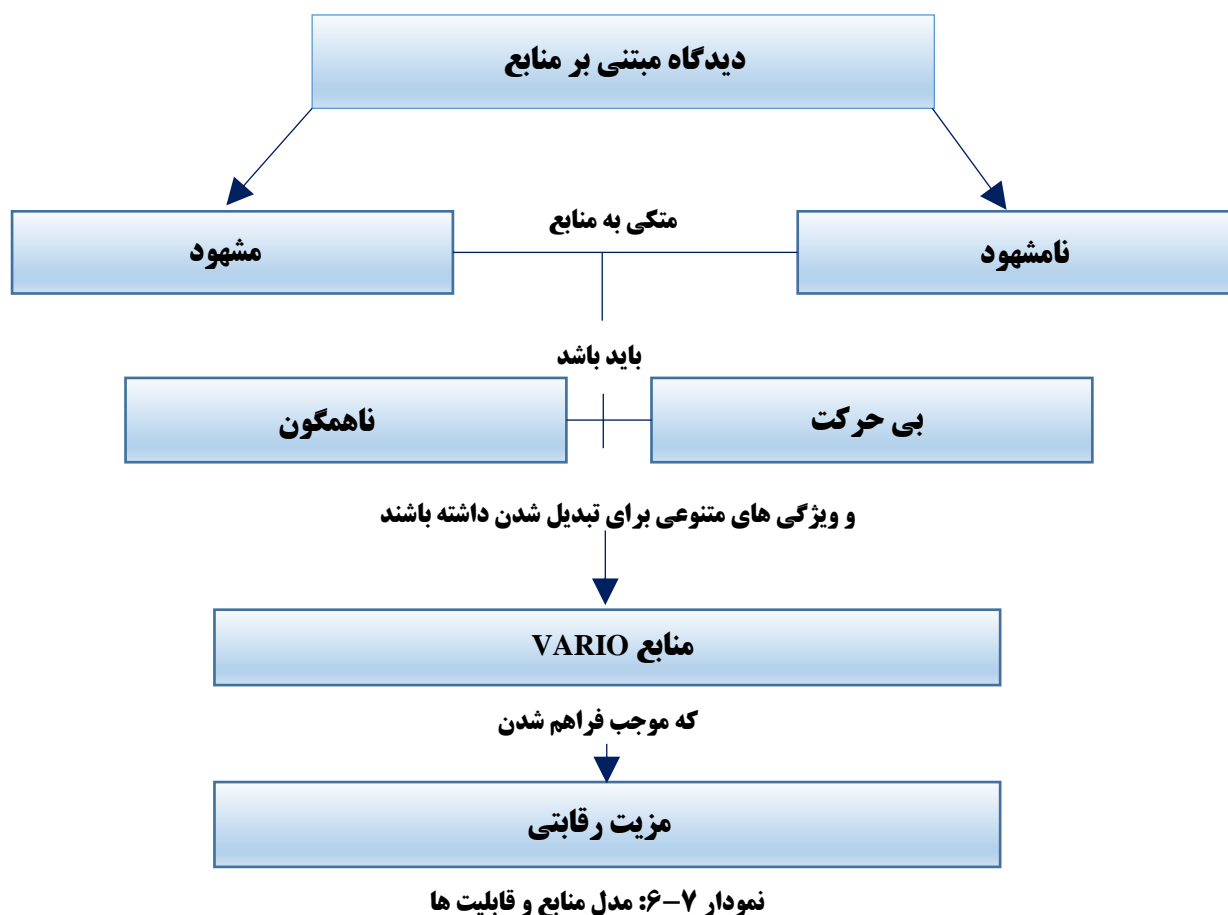 دیدگاه مبتنی بر منابع
متکی به منابع
نامشهود
مشهود
باید باشد
بی حرکت
ناهمگون
و ویژگی های متنوعی برای تبدیل شدن داشته باشند
منابع VARIO
که موجب فراهم شدن
مزیت رقابتی
نمودار ۷–۶: مدل منابع و قابلیت ها